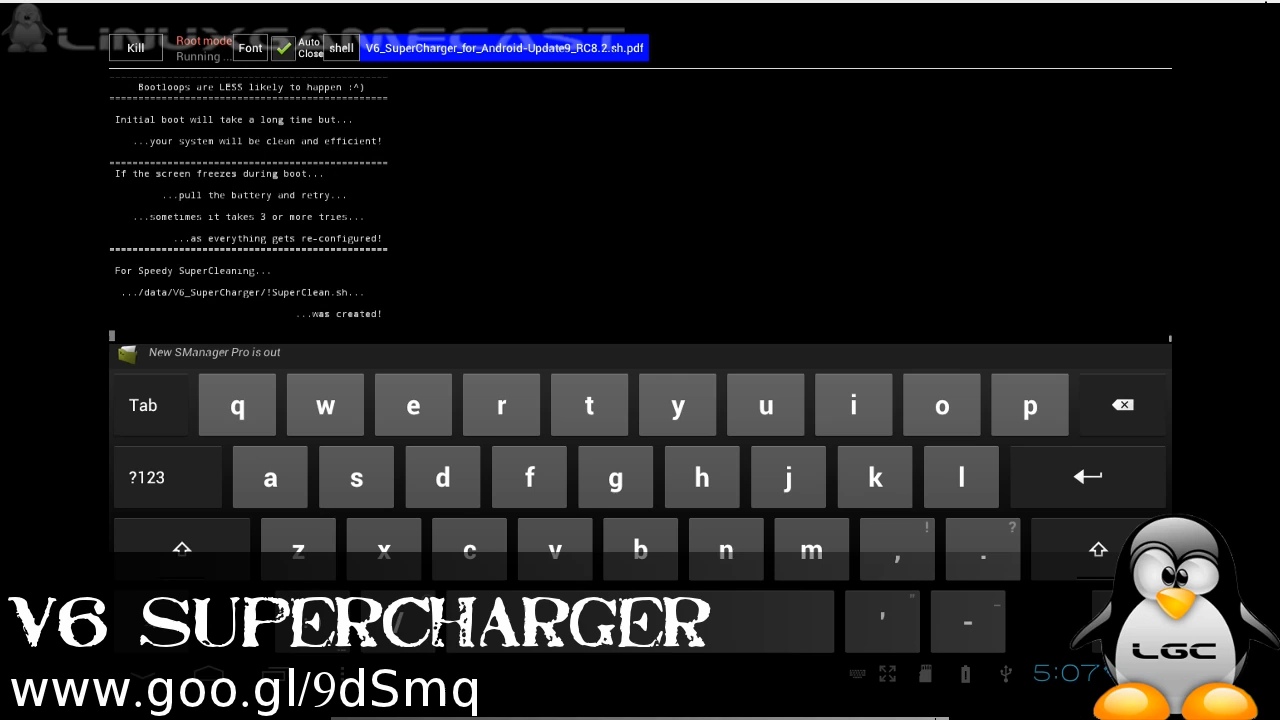 LINUXGAMECAST
Kill
Root mode
Running ...
Font
Auto
Close
shell
V6_SuperCharger_for_Android-Update9_RC8.2.sh.pdf
Bootloops are LESS likely to happen :^)
================================================
Initial boot will take a long time but...
...your system will be clean and efficient!
================================================
If the screen freezes during boot...
...pull the battery and retry...
...sometimes it takes 3 or more tries...
...as everything gets re-configured!
================================================
For Speedy SuperCleaning...
.../data/V6_SuperCharger/!SuperClean.sh...
...was created!
New SManager Pro is out
Tab q w e r t y u i o p
?123 a s d f g h j k l
z x c v b n m , ! . ?
/ ' " - _
V6 SUPERCHARGER
www.goo.gl/9dSmq
5:07
LGC